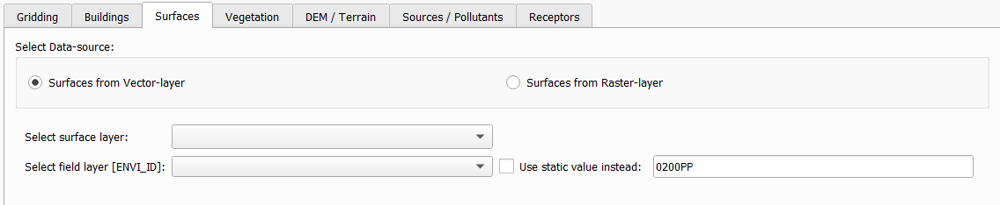 Gridding Buildings Surfaces Vegetation DEM / Terrain Sources / Pollutants Receptors
Select Data-source:
Surfaces from Vector-layer Surfaces from Raster-layer
Select surface layer:
Select field layer [ENVI_ID]: Use static value instead: 0200PP